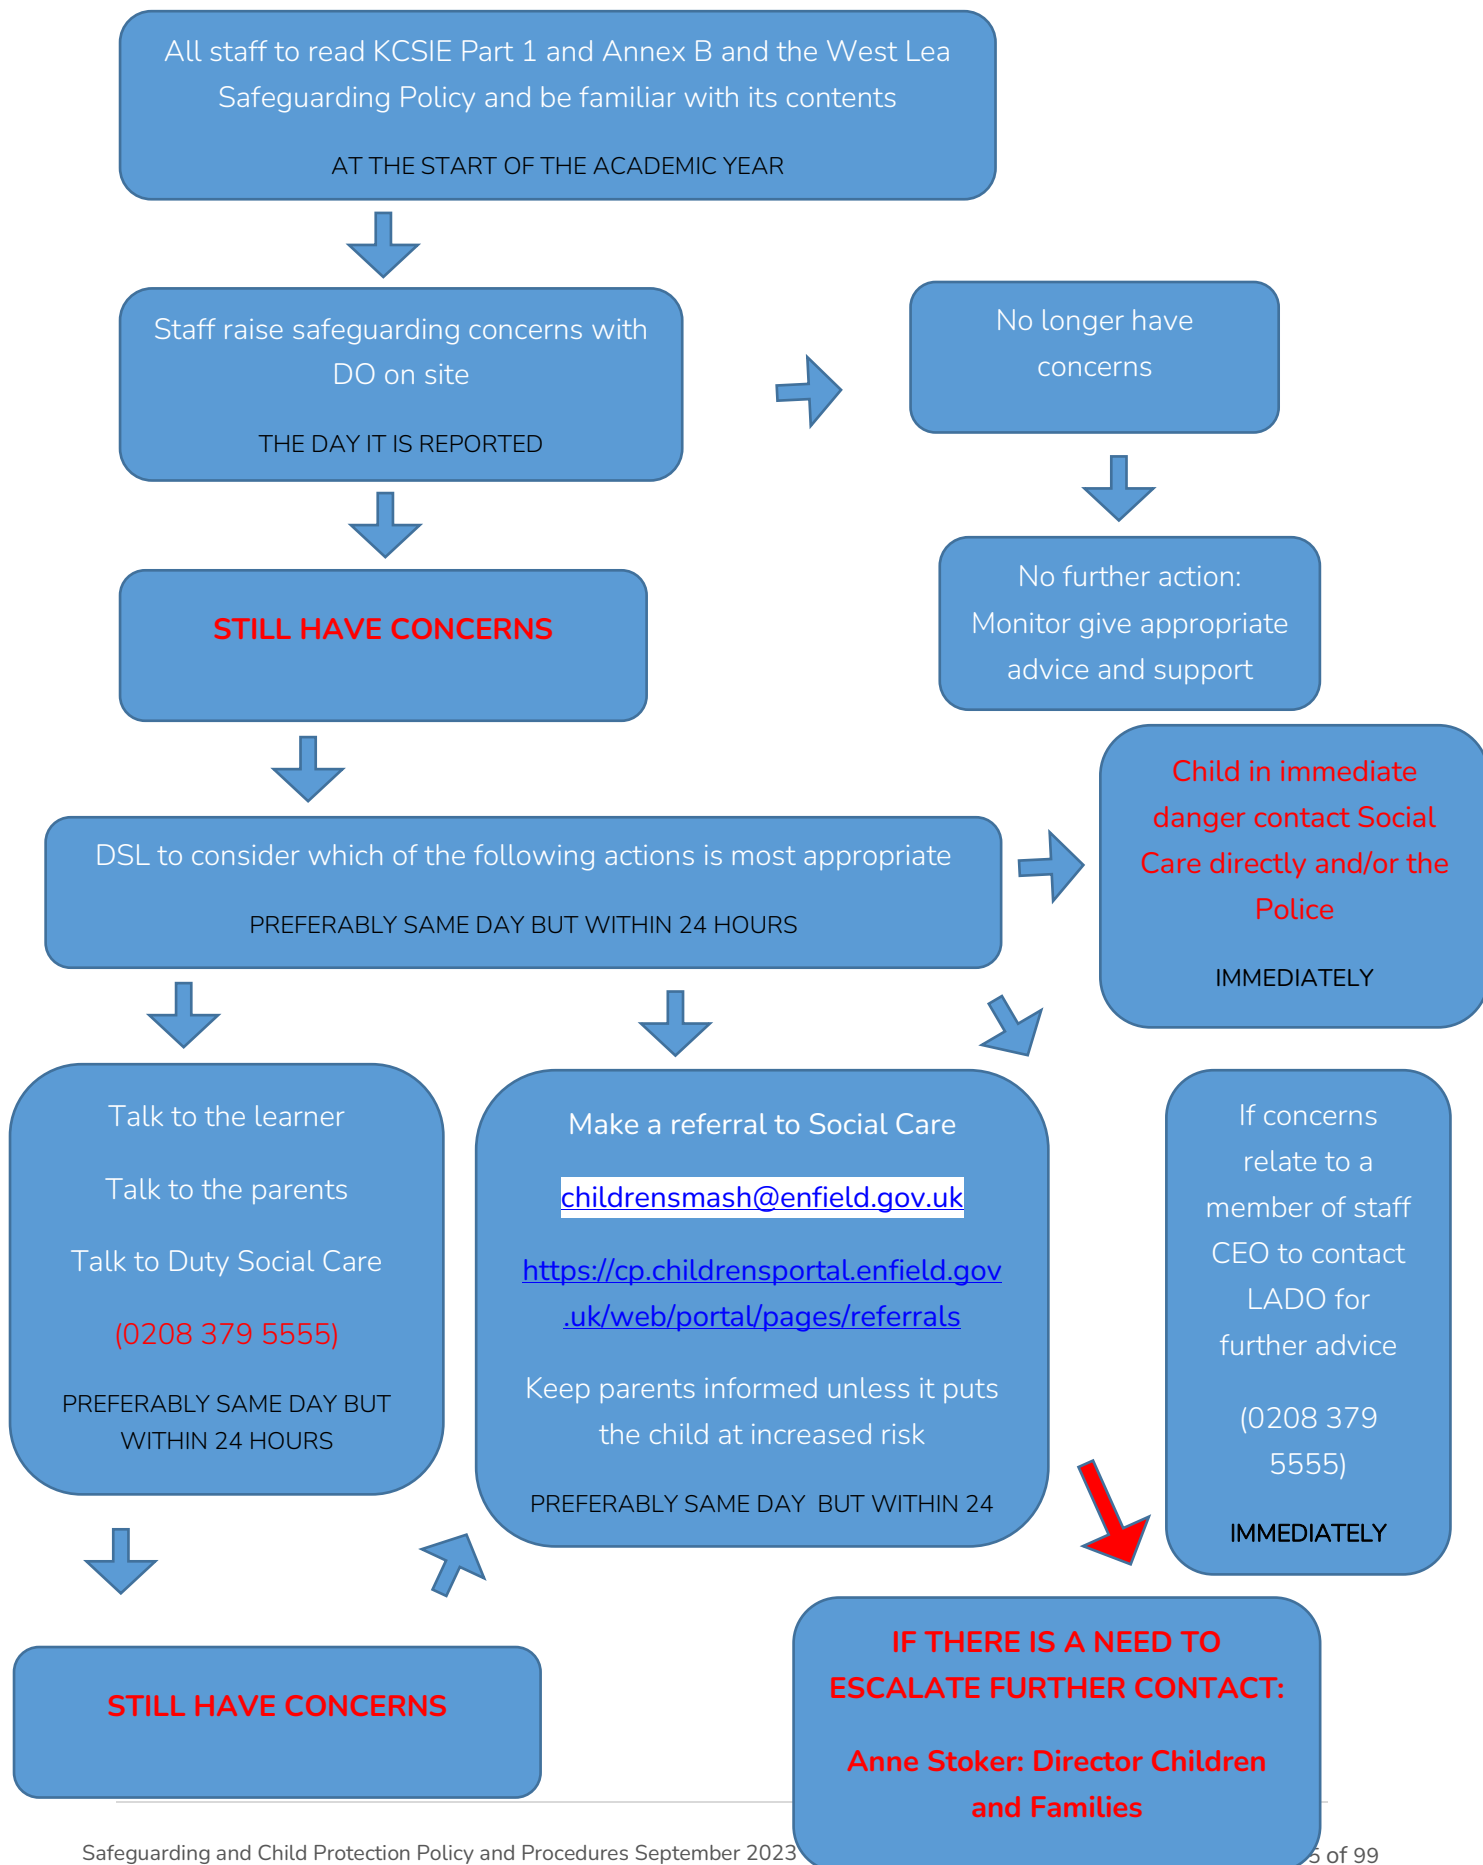 All staff to read KCSIE Part 1 and Annex B and the West Lea
Safeguarding Policy and be familiar with its contents
AT THE START OF THE ACADEMIC YEAR
Staff raise safeguarding concerns with
DO on site
THE DAY IT IS REPORTED
No longer have
concerns
STILL HAVE CONCERNS
No further action:
Monitor give appropriate
advice and support
DSL to consider which of the following actions is most appropriate
PREFERABLY SAME DAY BUT WITHIN 24 HOURS
Child in immediate
danger contact Social
Care directly and/or the
Police
IMMEDIATELY
Talk to the learner
Talk to the parents
Talk to Duty Social Care
(0208 379 5555)
PREFERABLY SAME DAY BUT
WITHIN 24 HOURS
Make a referral to Social Care
childrensmash@enfield.gov.uk
https://cp.childrensportal.enfield.gov
.uk/web/portal/pages/referrals
Keep parents informed unless it puts
the child at increased risk
PREFERABLY SAME DAY  BUT WITHIN 24
If concerns
relate to a
member of staff
CEO to contact
LADO for
further advice
(0208 379
5555)
IMMEDIATELY
STILL HAVE CONCERNS
IF THERE IS A NEED TO
ESCALATE FURTHER CONTACT:
Anne Stoker: Director Children
and Families
Safeguarding and Child Protection Policy and Procedures September 2023
of 99